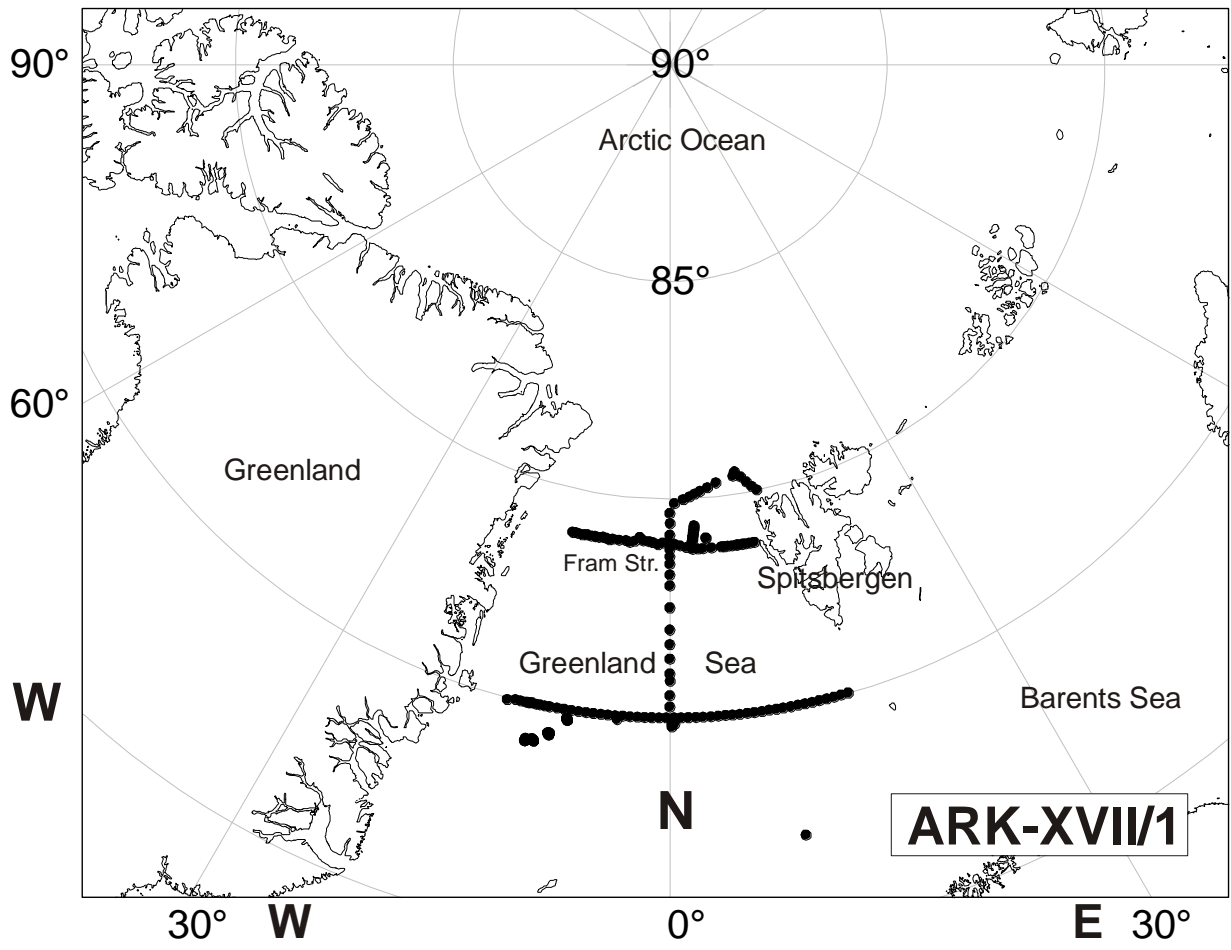 90°
90°
Arctic Ocean
85°
60°
Greenland
Fram Str.
Spitsbergen
Greenland Sea
W
Barents Sea
N
ARK-XVII/1
30° W
0°
E 30°